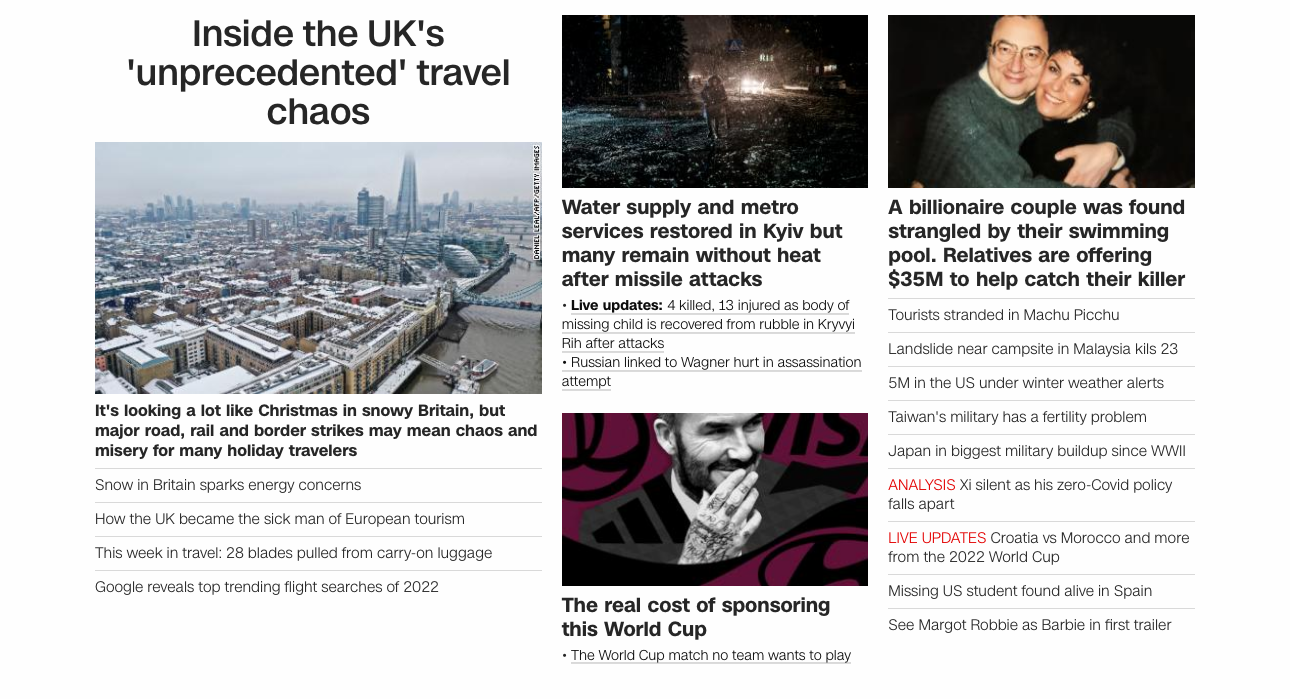 Inside the UK's
'unprecedented' travel
chaos
DANIEL LEAL/AFP/GETTY IMAGES
It's looking a lot like Christmas in snowy Britain, but
major road, rail and border strikes may mean chaos and
misery for many holiday travelers
Snow in Britain sparks energy concerns
How the UK became the sick man of European tourism
This week in travel: 28 blades pulled from carry-on luggage
Google reveals top trending flight searches of 2022
Water supply and metro
services restored in Kyiv but
many remain without heat
after missile attacks
• Live updates: 4 killed, 13 injured as body of
missing child is recovered from rubble in Kryvyi
Rih after attacks
• Russian linked to Wagner hurt in assassination
attempt
VISA
The real cost of sponsoring
this World Cup
• The World Cup match no team wants to play
A billionaire couple was found
strangled by their swimming
pool. Relatives are offering
$35M to help catch their killer
Tourists stranded in Machu Picchu
Landslide near campsite in Malaysia kils 23
5M in the US under winter weather alerts
Taiwan's military has a fertility problem
Japan in biggest military buildup since WWII
ANALYSIS Xi silent as his zero-Covid policy
falls apart
LIVE UPDATES Croatia vs Morocco and more
from the 2022 World Cup
Missing US student found alive in Spain
See Margot Robbie as Barbie in first trailer